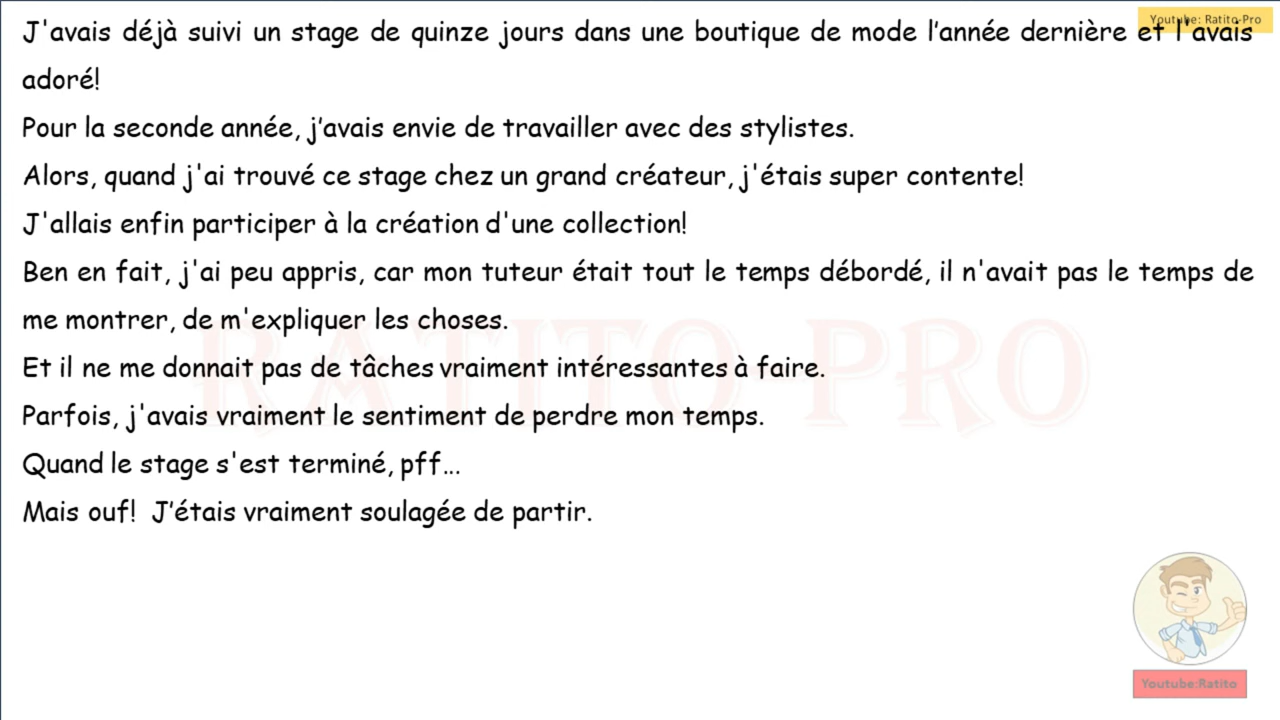 Youtube: Ratito-Pro
J'avais déjà suivi un stage de quinze jours dans une boutique de mode l’année dernière et l'avais
adoré!
Pour la seconde année, j’avais envie de travailler avec des stylistes.
Alors, quand j'ai trouvé ce stage chez un grand créateur, j'étais super contente!
J'allais enfin participer à la création d'une collection!
Ben en fait, j'ai peu appris, car mon tuteur était tout le temps débordé, il n'avait pas le temps de
me montrer, de m'expliquer les choses.
RATITO-PRO
Et il ne me donnait pas de tâches vraiment intéressantes à faire.
Parfois, j'avais vraiment le sentiment de perdre mon temps.
Quand le stage s'est terminé, pff...
Mais ouf! J’étais vraiment soulagée de partir.
Youtube:Ratito